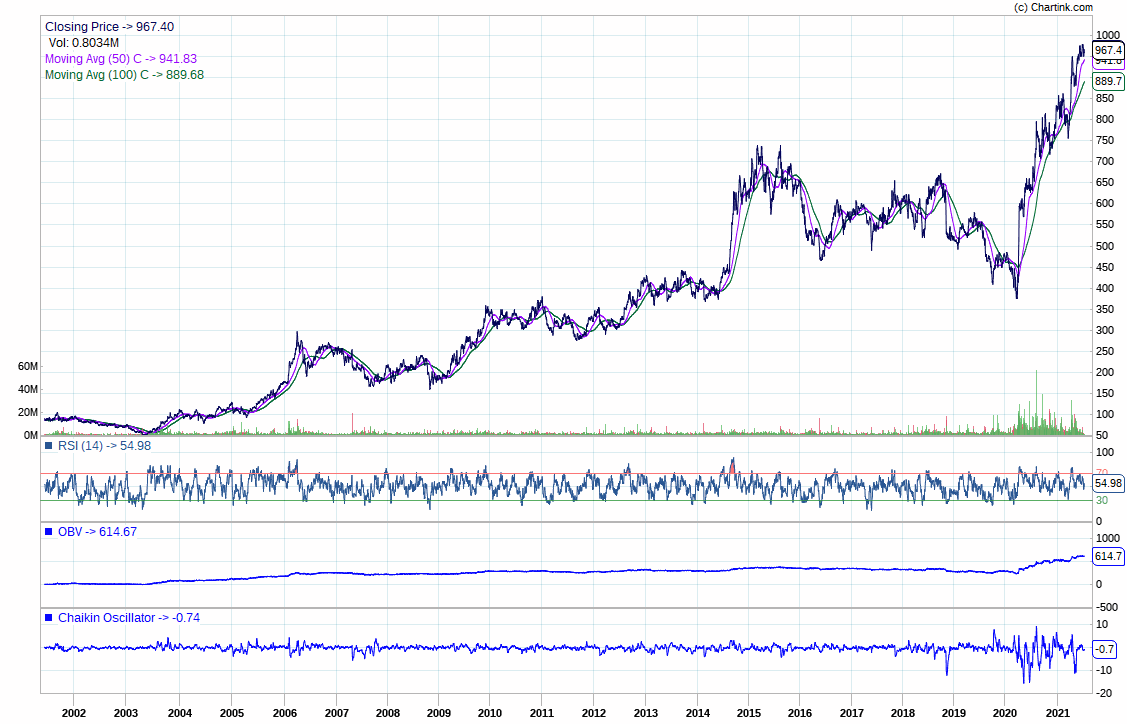 (c) Chartink.com
Closing Price -> 967.40
Vol: 0.8034M
Moving Avg (50) C -> 941.83
Moving Avg (100) C -> 889.68
1000
967.4
941.8
889.7
850
800
750
700
650
600
550
500
450
400
350
300
250
200
150
100
50
60M
40M
20M
0M
RSI (14) -> 54.98
100
70
54.98
30
0
OBV -> 614.67
1000
614.7
0
-500
Chaikin Oscillator -> -0.74
10
-0.7
-10
-20
2002 2003 2004 2005 2006 2007 2008 2009 2010 2011 2012 2013 2014 2015 2016 2017 2018 2019 2020 2021